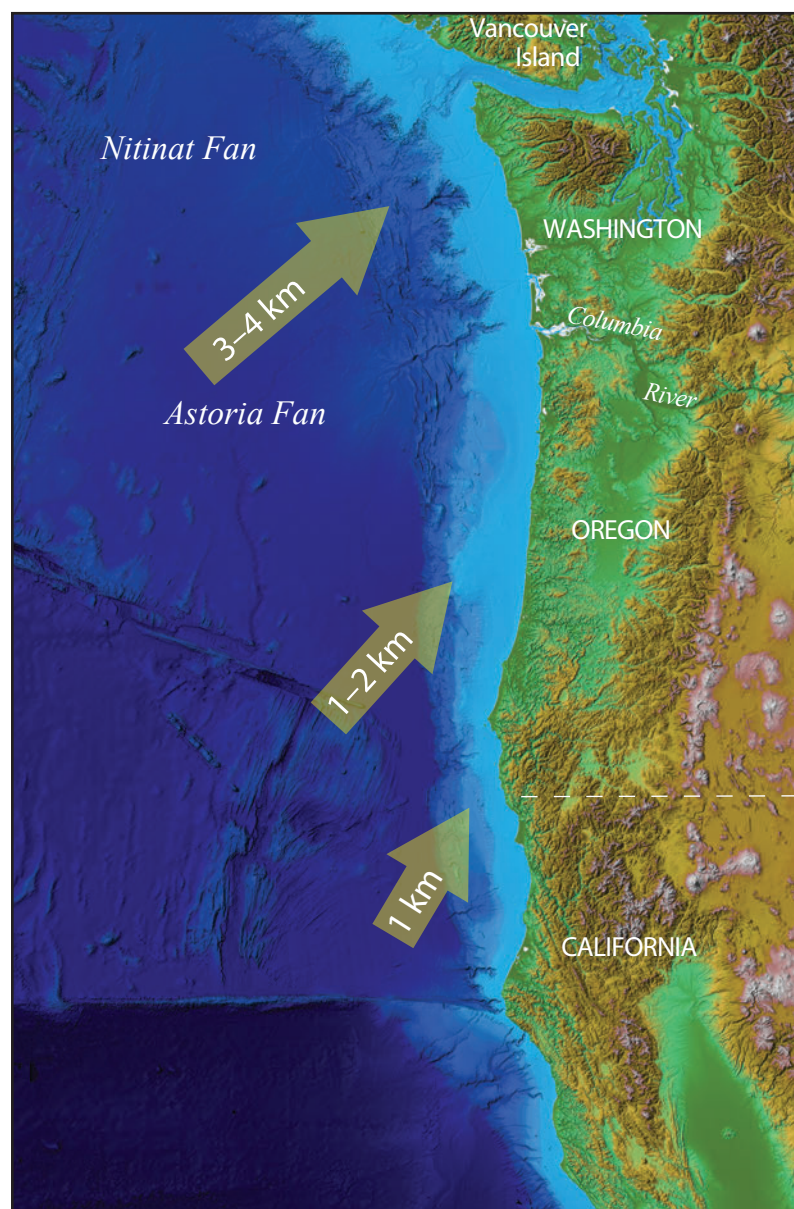 Vancouver
Island
Nitinat Fan
WASHINGTON
3–4 km
Columbia
River
Astoria Fan
OREGON
1–2 km
1 km
CALIFORNIA